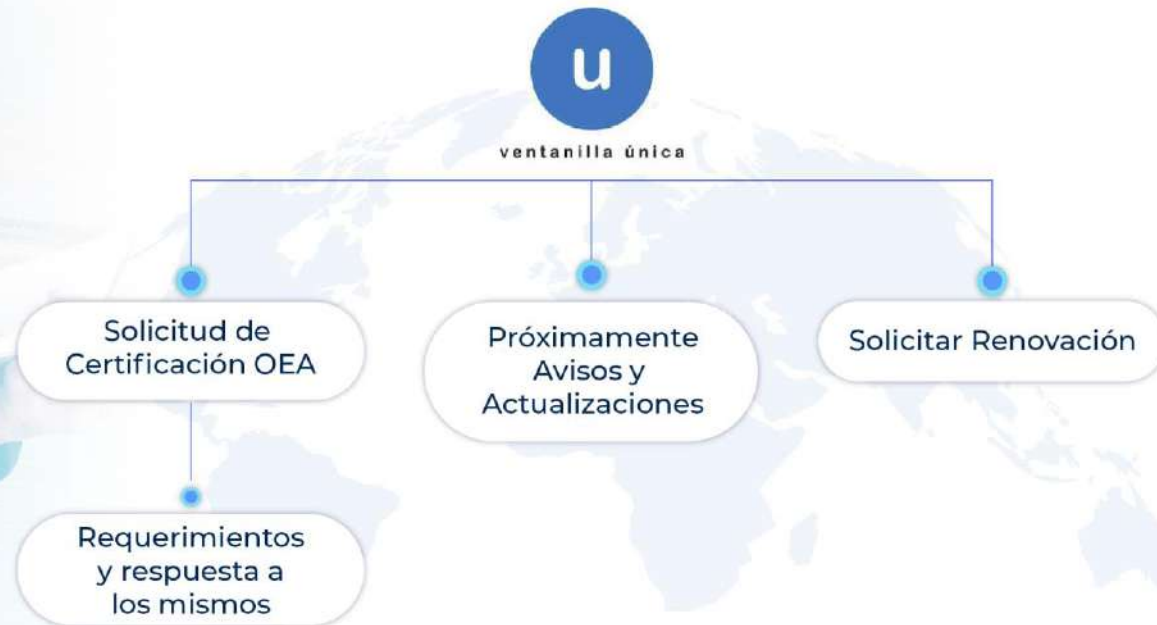 u
ventanilla única
Solicitud de
Certificación OEA
Próximamente
Avisos y
Actualizaciones
Solicitar Renovación
Requerimientos
y respuesta a
los mismos